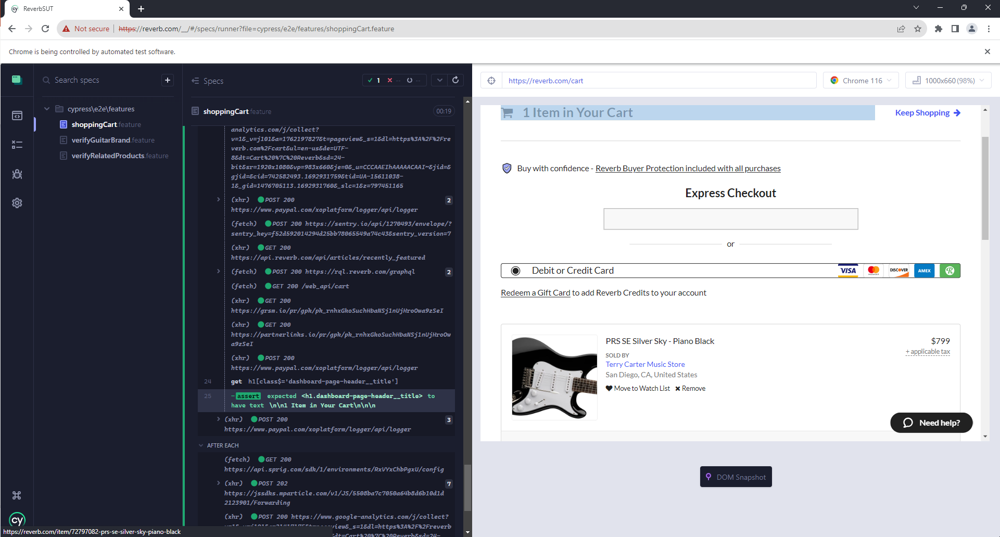 ReverbSUT
Not secure
https://reverb.com/__/#/specs/runner?file=cypress/e2e/features/shoppingCart.feature
Chrome is being controlled by automated test software.
Search specs
+
cypress\e2e\features
shoppingCart.feature
verifyGuitarBrand.feature
verifyRelatedProducts.feature
cy
https://reverb.com/item/72797082-prs-se-silver-sky-piano-black
Specs
1 -- --
shoppingCart.feature
00:19
analytics.com/j/collect?
v=1&_v=j101&a=1762197827&t=pageview&_s=1&dl=https%3A%2F%2Fre
verb.com%2Fcart&ul=en-us&de=UTF-
8&dt=Cart%20%7C%20Reverb&sd=24-
bit&sr=1920x1080&vp=983x660&je=0&_u=CCCAAEIhAAAAACAAI~&jid=&
gjid=&cid=742582493.1692931759&tid=UA-15611038-
1&_gid=1476705113.1692931760&_slc=1&z=797451165
(xhr) POST 200 2
https://www.paypal.com/xoplatform/logger/api/logger
(fetch) POST 200 https://sentry.io/api/1270493/envelope/?
sentry_key=f52d592014294d25bb78065549a74c43&sentry_version=7
(xhr) GET 200
https://api.reverb.com/api/articles/recently_featured
(fetch) POST 200 https://rql.reverb.com/graphql 2
(fetch) GET 200 /web_api/cart
(xhr) GET 200
https://grsm.io/pr/gpk/pk_rnhxGkoSuchHbaNSj1nUjHroOwa9zSeI
(xhr) GET 200
https://partnerlinks.io/pr/gpk/pk_rnhxGkoSuchHbaNSj1nUjHroOw
a9zSeI
(xhr) POST 200
https://www.paypal.com/xoplatform/logger/api/logger
24 get h1[class$='dashboard-page-header__title']
25 -assert expected <h1.dashboard-page-header__title> to
have text \n\n1 Item in Your Cart\n\n\n
(xhr) POST 200 3
https://www.paypal.com/xoplatform/logger/api/logger
AFTER EACH
(fetch) GET 200
https://api.sprig.com/sdk/1/environments/RxVYxChbPgxU/config
(xhr) POST 202 7
https://jssdks.mparticle.com/v1/JS/5508ba7c7050a64b8d6b10d1d
2123901/Forwarding
(xhr) POST 200 https://www.google-analytics.com/j/collect?
&dt=Cart%20%7C%20Reverb&sd=24-
https://reverb.com/cart
Chrome 116
1000x660 (98%)
1 Item in Your Cart
Keep Shopping
Buy with confidence - Reverb Buyer Protection included with all purchases
Express Checkout
or
Debit or Credit Card
VISA mastercard DISCOVER AMEX R
Redeem a Gift Card to add Reverb Credits to your account
PRS SE Silver Sky - Piano Black
$799
+ applicable tax
SOLD BY
Terry Carter Music Store
San Diego, CA, United States
Move to Watch List Remove
Need help?
DOM Snapshot